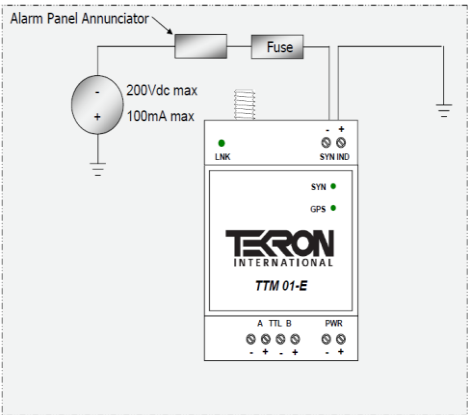 Alarm Panel Annunciator
Fuse
- 200Vdc max
+ 100mA max
- +
LNK SYN IND
SYN
GPS
TEKRON
INTERNATIONAL
TTM 01-E
A TTL B PWR
- + - + - +